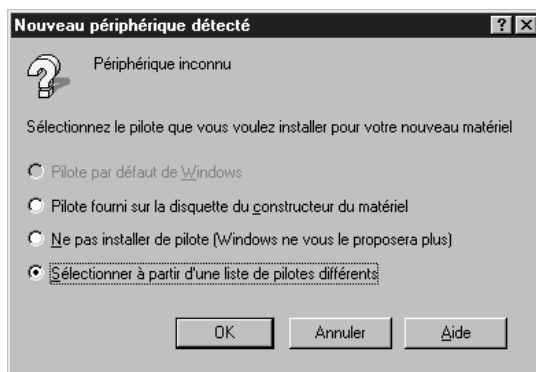 Nouveau périphérique détecté
Périphérique inconnu
Sélectionnez le pilote que vous voulez installer pour votre nouveau matériel
Pilote par défaut de Windows
Pilote fourni sur la disquette du constructeur du matériel
Ne pas installer de pilote (Windows ne vous le proposera plus)
Sélectionner à partir d'une liste de pilotes différents
OK Annuler Aide